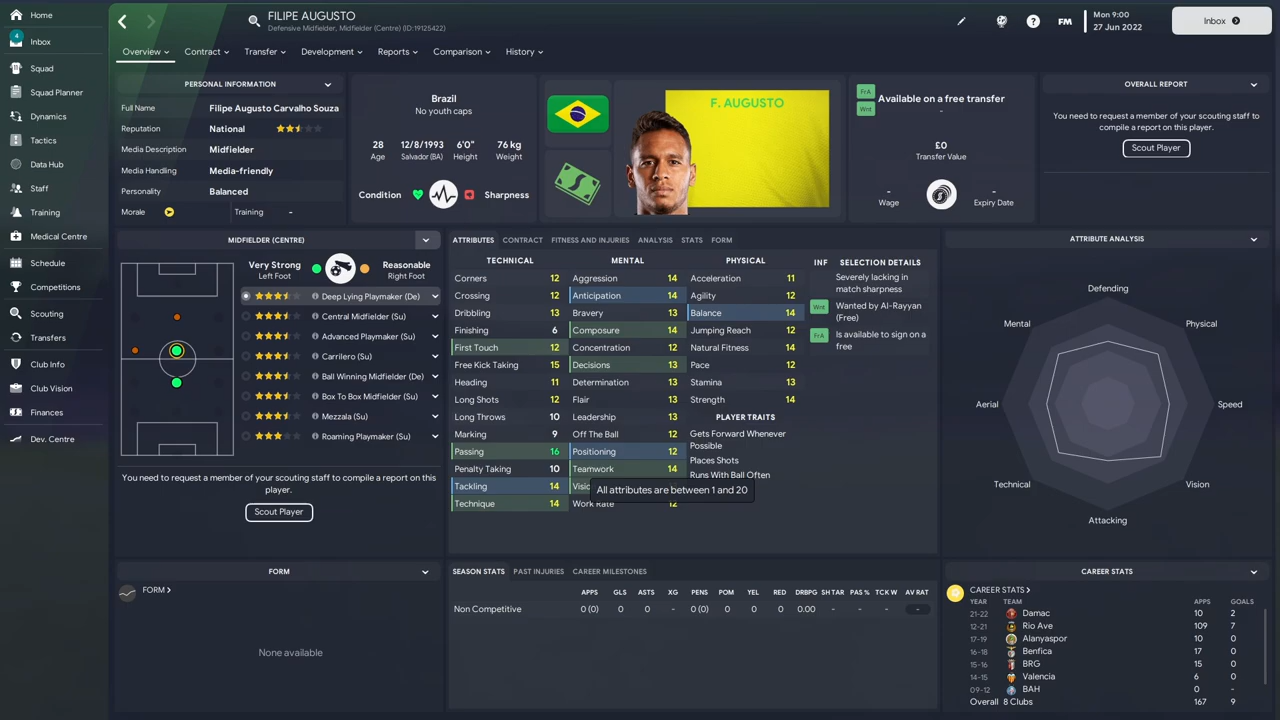 Home
4
Inbox
Squad
Squad Planner
Dynamics
Tactics
Data Hub
Staff
Training
Medical Centre
Schedule
Competitions
Scouting
Transfers
Club Info
Club Vision
Finances
Dev. Centre
FILIPE AUGUSTO
Defensive Midfielder, Midfielder (Centre) (ID:19125422)
FM
Mon 9:00
27 Jun 2022
Inbox
Overview
Contract
Transfer
Development
Reports
Comparison
History
PERSONAL INFORMATION
Full Name Filipe Augusto Carvalho Souza
Reputation National
Media Description Midfielder
Media Handling Media-friendly
Personality Balanced
Morale Training -
Brazil
No youth caps
28 12/8/1993 6'0" 76 kg
Age Salvador (BA) Height Weight
Condition Sharpness
F. AUGUSTO
FrA
Wnt
Available on a free transfer
-
£0
Transfer Value
- -
Wage Expiry Date
OVERALL REPORT
You need to request a member of your scouting staff to
compile a report on this player.
Scout Player
MIDFIELDER (CENTRE)
Very Strong Reasonable
Left Foot Right Foot
Deep Lying Playmaker (De)
Central Midfielder (Su)
Advanced Playmaker (Su)
Carrilero (Su)
Ball Winning Midfielder (De)
Box To Box Midfielder (Su)
Mezzala (Su)
Roaming Playmaker (Su)
You need to request a member of your scouting staff to compile a report on this
player.
Scout Player
ATTRIBUTES CONTRACT FITNESS AND INJURIES ANALYSIS STATS FORM
TECHNICAL MENTAL PHYSICAL
Corners 12 Aggression 14 Acceleration 11
Crossing 12 Anticipation 14 Agility 12
Dribbling 13 Bravery 13 Balance 14
Finishing 6 Composure 14 Jumping Reach 12
First Touch 12 Concentration 12 Natural Fitness 14
Free Kick Taking 15 Decisions 13 Pace 12
Heading 11 Determination 13 Stamina 13
Long Shots 12 Flair 13 Strength 14
Long Throws 10 Leadership 13 PLAYER TRAITS
Marking 9 Off The Ball 12 Gets Forward Whenever
Possible
Passing 16 Positioning 12 Places Shots
Penalty Taking 10 Teamwork 14 Runs With Ball Often
Tackling 14 Visio
All attributes are between 1 and 20
Technique 14 Work Rate 12
INF SELECTION DETAILS
Severely lacking in
match sharpness
Wnt Wanted by Al-Rayyan
(Free)
FrA Is available to sign on a
free
ATTRIBUTE ANALYSIS
Defending
Mental Physical
Aerial Speed
Technical Vision
Attacking
FORM
FORM
None available
SEASON STATS PAST INJURIES CAREER MILESTONES
APPS GLS ASTS XG PENS POM YEL RED DRBPG SH TAR PAS % TCK W AV RAT
Non Competitive 0 (0) 0 0 - 0 (0) 0 0 0 0.00 - - - -
CAREER STATS
CAREER STATS
YEAR TEAM APPS GOALS
21-22 Damac 10 2
12-21 Rio Ave 109 7
17-19 Alanyaspor 10 0
16-18 Benfica 17 0
15-16 BRG 15 0
14-15 Valencia 6 0
09-12 BAH 0 -
Overall 8 Clubs 167 9